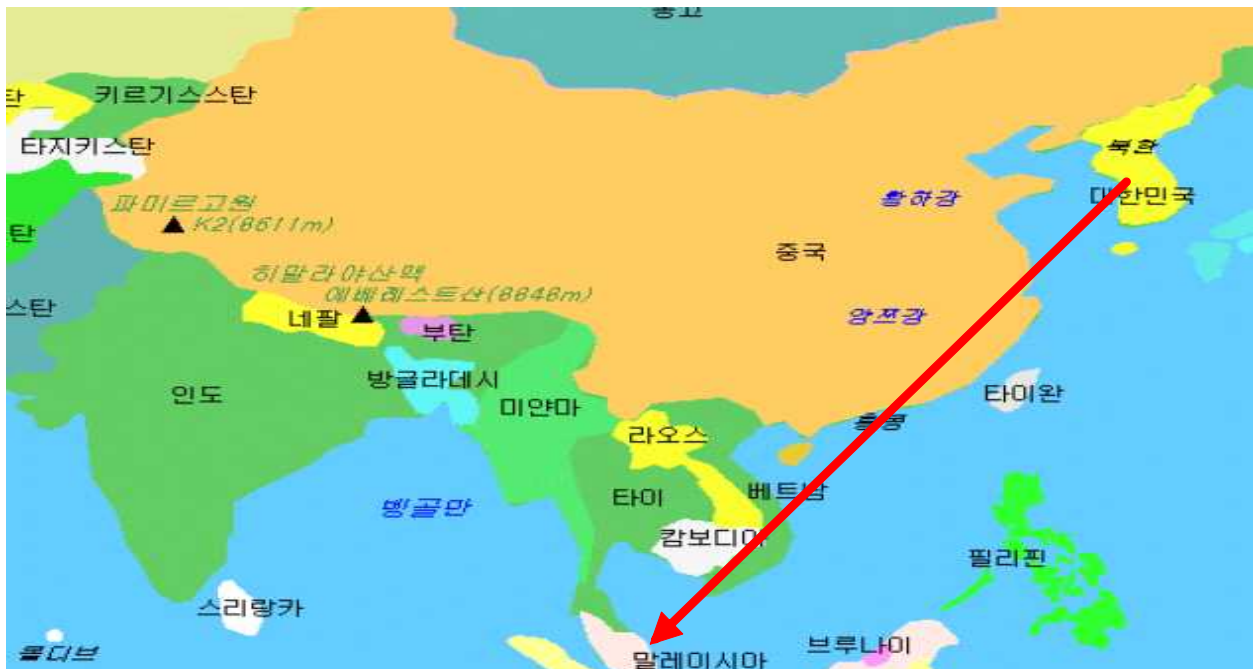 몽고
키르기스스탄
탄
타지키스탄
북한
파미르고원
대한민국
황하강
K2(8611m)
탄
중국
히말라야산맥
에베레스트산(8848m)
스탄
네팔
양쯔강
부탄
방글라데시
인도
타이완
미얀마
홍콩
라오스
베트남
타이
벵골만
캄보디아
필리핀
스리랑카
브루나이
몰디브
말레이시아